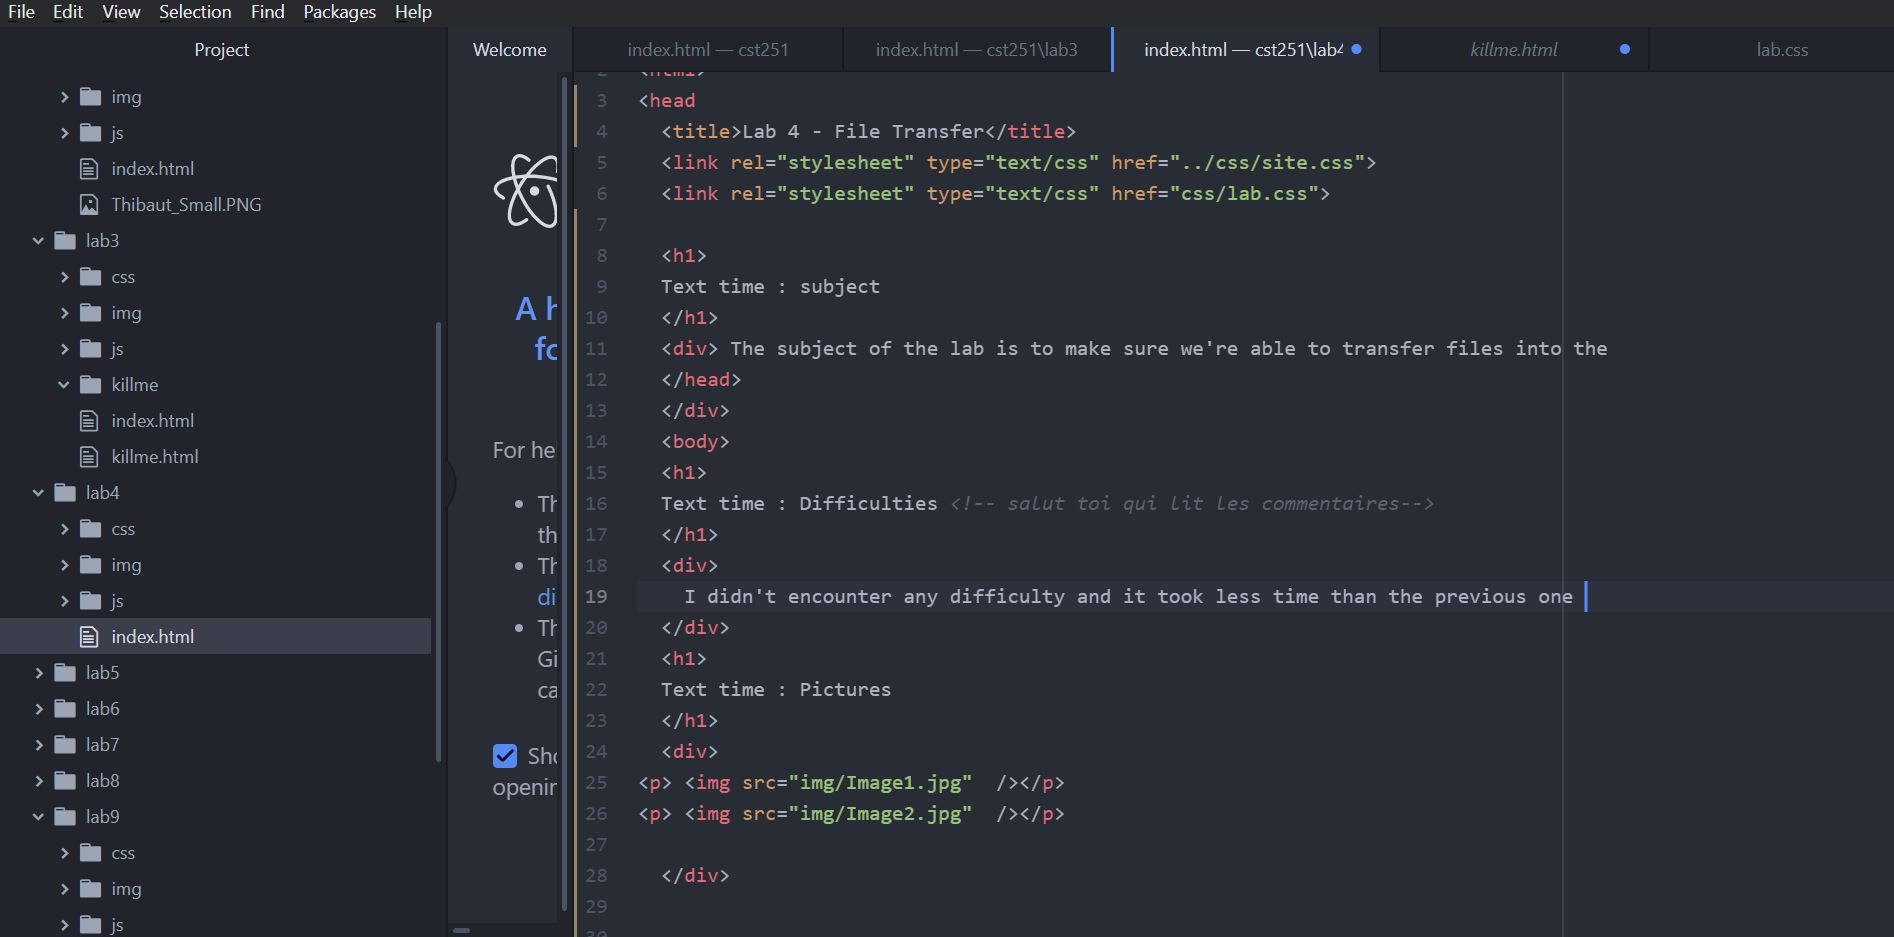 File Edit View Selection Find Packages Help
Project
img
js
index.html
Thibaut_Small.PNG
lab3
css
img
js
killme
index.html
killme.html
lab4
css
img
js
index.html
lab5
lab6
lab7
lab8
lab9
css
img
js
Welcome
A h
fo
For he
Th
th
Th
di
Th
Gi
ca
Sho
openin
index.html — cst251
index.html — cst251\lab3
index.html — cst251\lab4
killme.html
lab.css
2 <html>
3 <head
4 <title>Lab 4 - File Transfer</title>
5 <link rel="stylesheet" type="text/css" href="../css/site.css">
6 <link rel="stylesheet" type="text/css" href="css/lab.css">
7
8 <h1>
9 Text time : subject
10 </h1>
11 <div> The subject of the lab is to make sure we're able to transfer files into the
12 </head>
13 </div>
14 <body>
15 <h1>
16 Text time : Difficulties <!-- salut toi qui lit les commentaires-->
17 </h1>
18 <div>
19 I didn't encounter any difficulty and it took less time than the previous one
20 </div>
21 <h1>
22 Text time : Pictures
23 </h1>
24 <div>
25 <p> <img src="img/Image1.jpg" /></p>
26 <p> <img src="img/Image2.jpg" /></p>
27
28 </div>
29
30